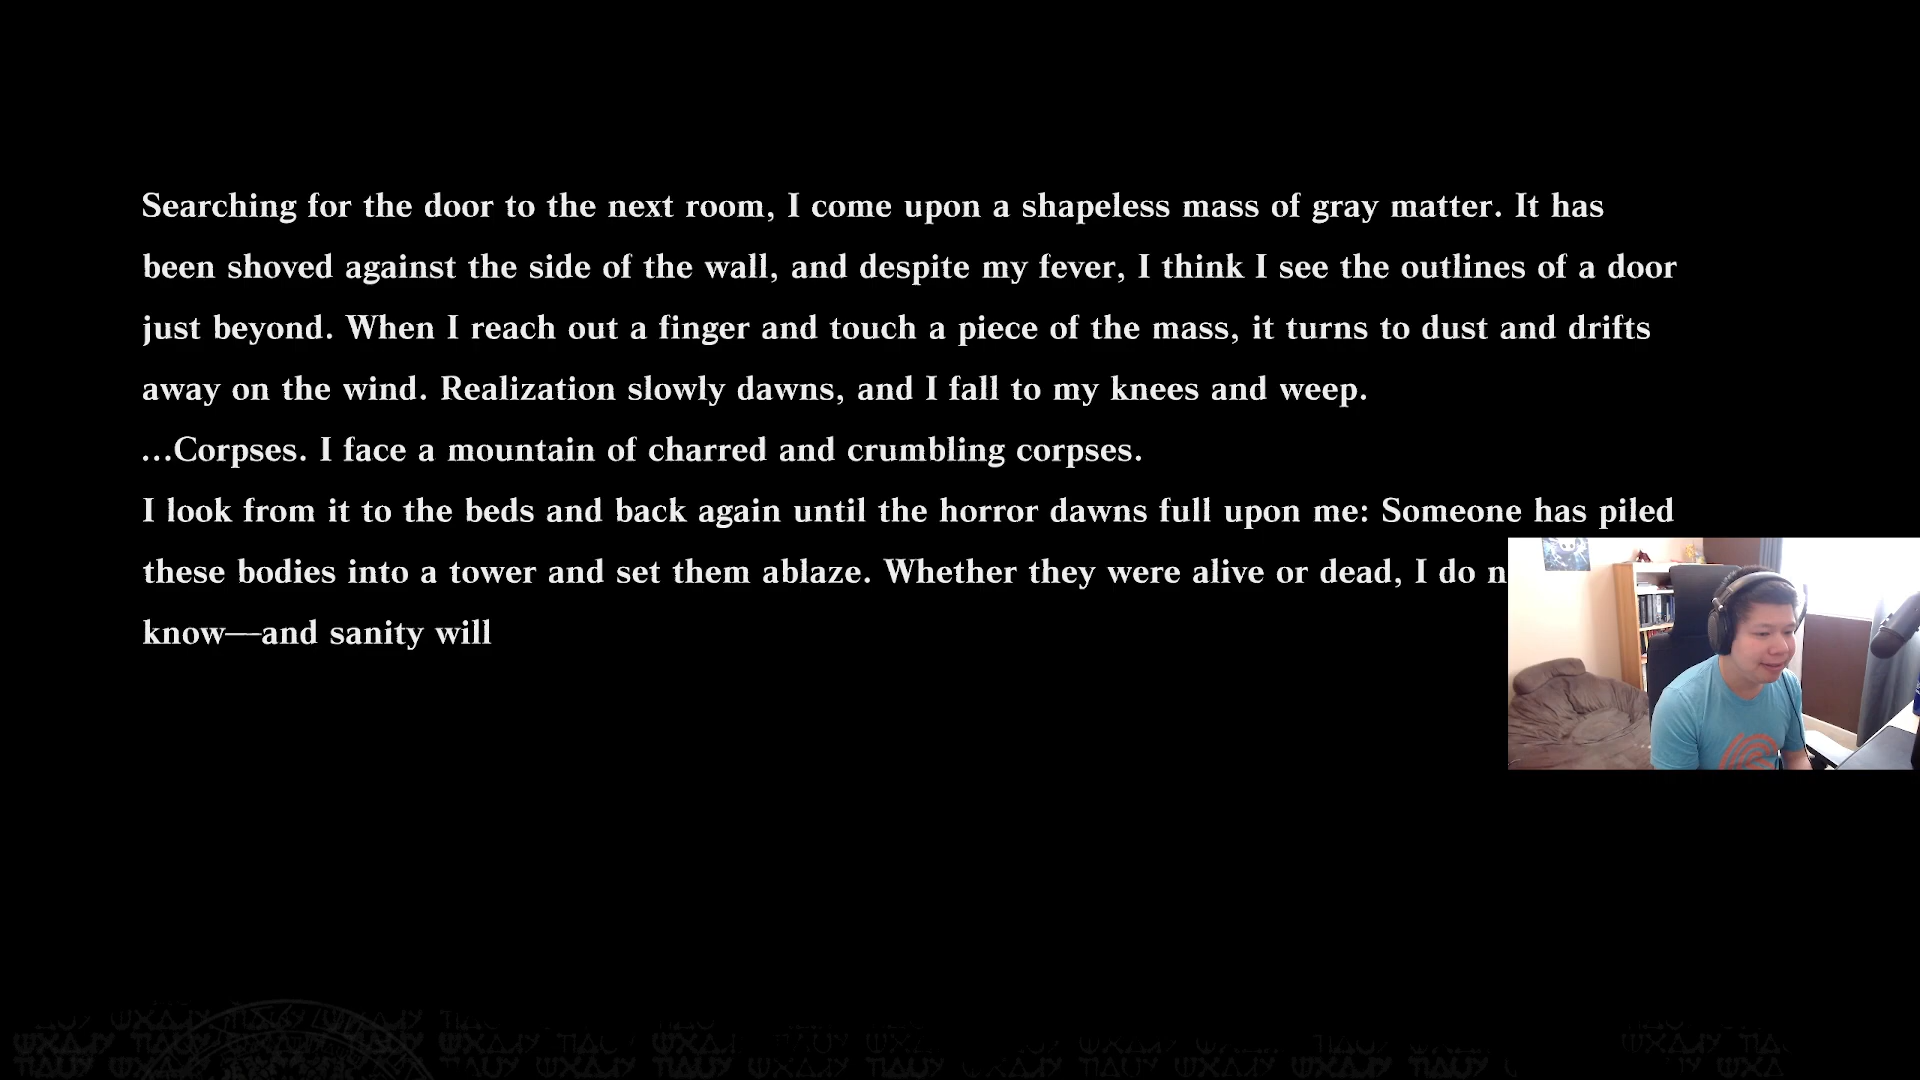 Searching for the door to the next room, I come upon a shapeless mass of gray matter. It has
been shoved against the side of the wall, and despite my fever, I think I see the outlines of a door
just beyond. When I reach out a finger and touch a piece of the mass, it turns to dust and drifts
away on the wind. Realization slowly dawns, and I fall to my knees and weep.
...Corpses. I face a mountain of charred and crumbling corpses.
I look from it to the beds and back again until the horror dawns full upon me: Someone has piled
these bodies into a tower and set them ablaze. Whether they were alive or dead, I do
know—and sanity will